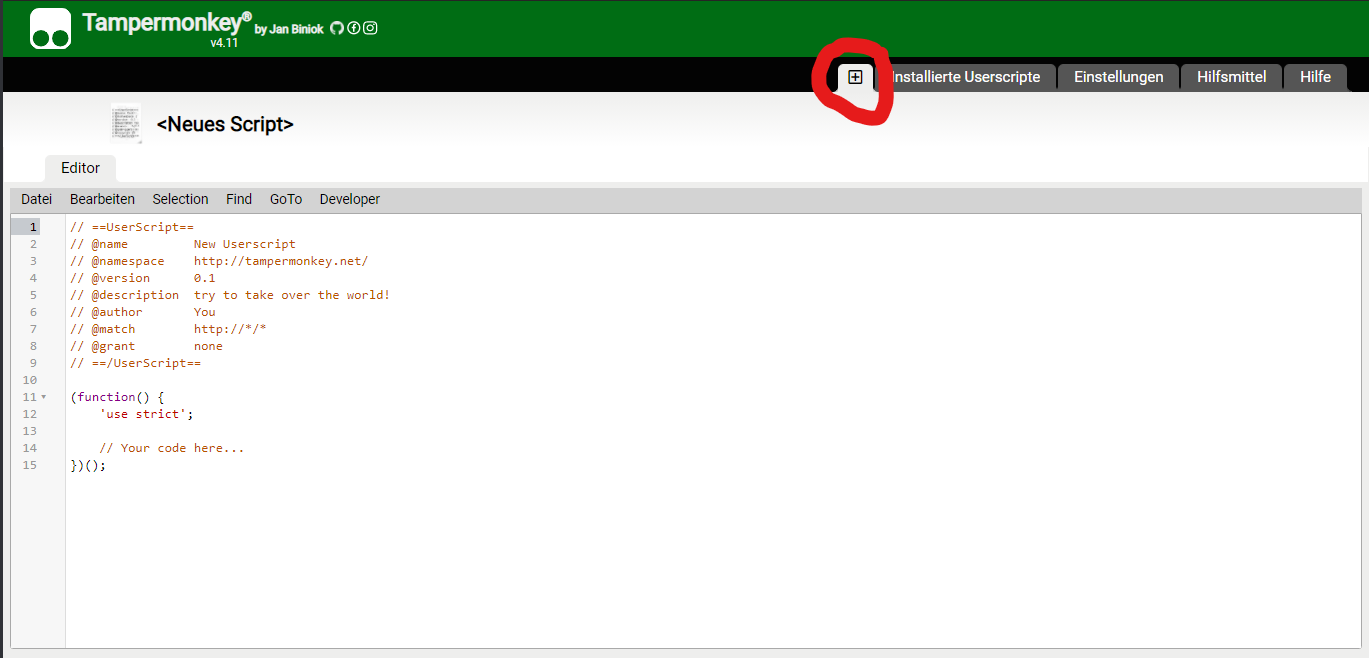 Tampermonkey® by Jan Biniok
v4.11
Installierte Userscripte Einstellungen Hilfsmittel Hilfe
<Neues Script>
Editor
Datei Bearbeiten Selection Find GoTo Developer
1 // ==UserScript==
2 // @name         New Userscript
3 // @namespace    http://tampermonkey.net/
4 // @version      0.1
5 // @description  try to take over the world!
6 // @author       You
7 // @match        http://*/*
8 // @grant        none
9 // ==/UserScript==
10
11 (function() {
12     'use strict';
13
14     // Your code here...
15 })();